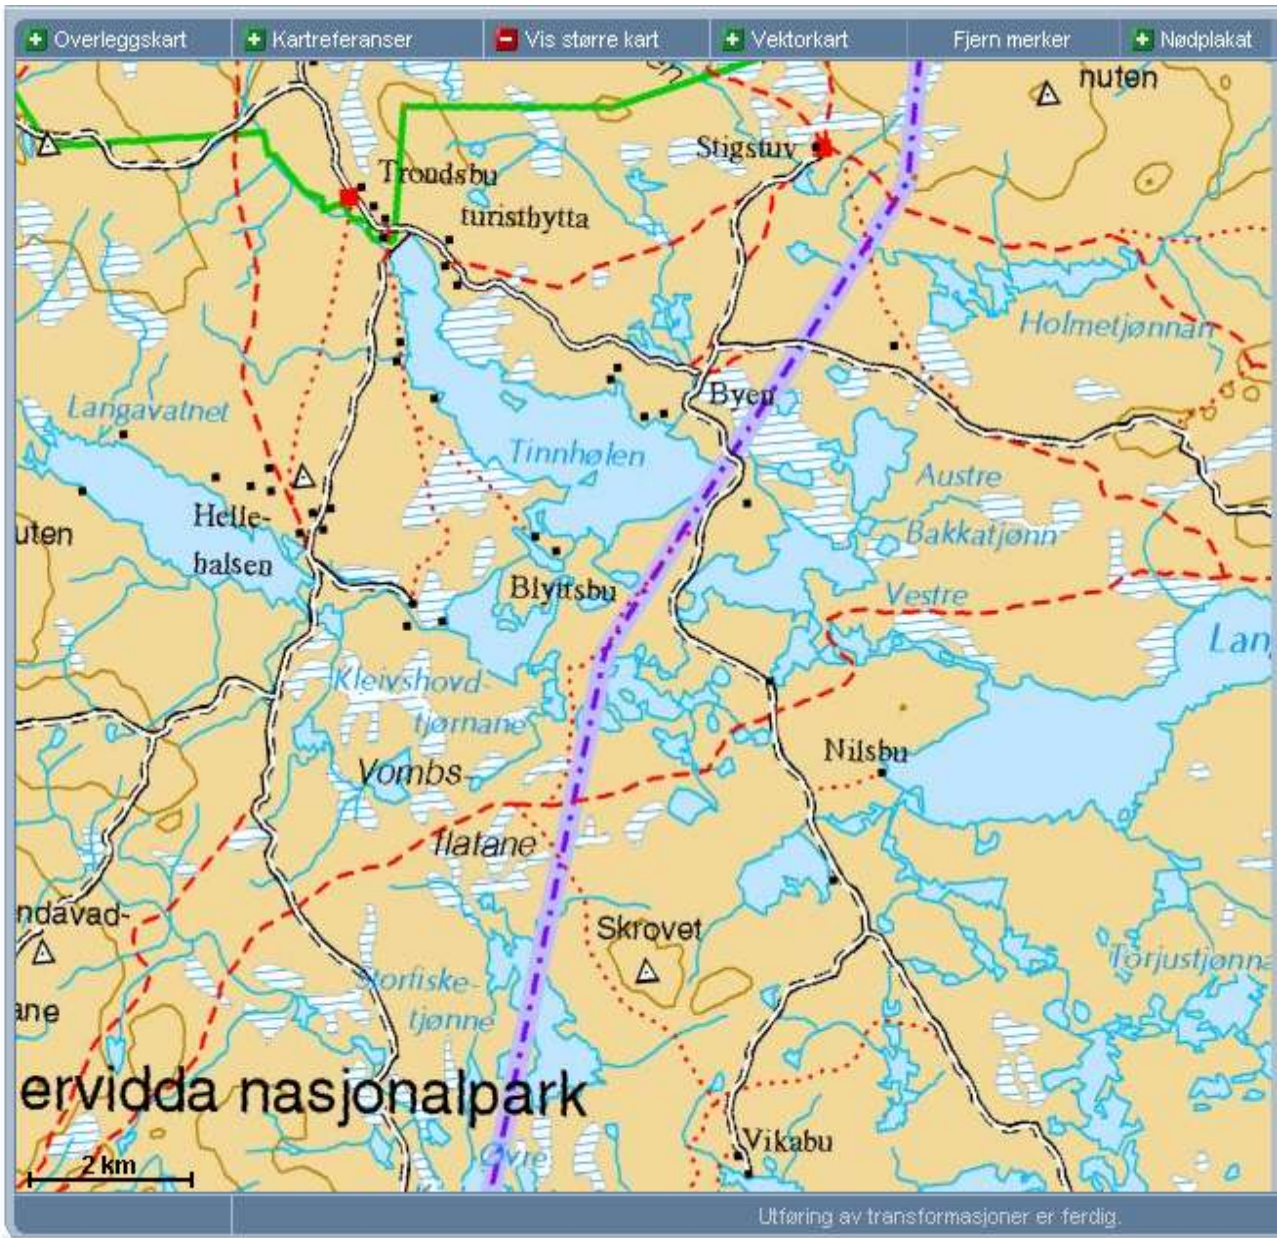 Overleggskart
Kartreferanser
Vis større kart
Vektorkart
Fjern merker
Nødplakat
nuten
Stigstuv
Trondsbu
turisthytta
Holmetjønnan
Byen
Langavatnet
Tinnhølen
Austre
Helle-
halsen
uten
Bakkatjønn-
Blyttsbu
Vestre
Lan
Kleivshovd-
tjørnane
Nilsbu
Vombs-
flatane
ndavad-
Skrovet
Torjustjønna
Storfiske-
tjønne
ane
ervidda nasjonalpark
Vikabu
Øvre
2 km
Utføring av transformasjoner er ferdig.